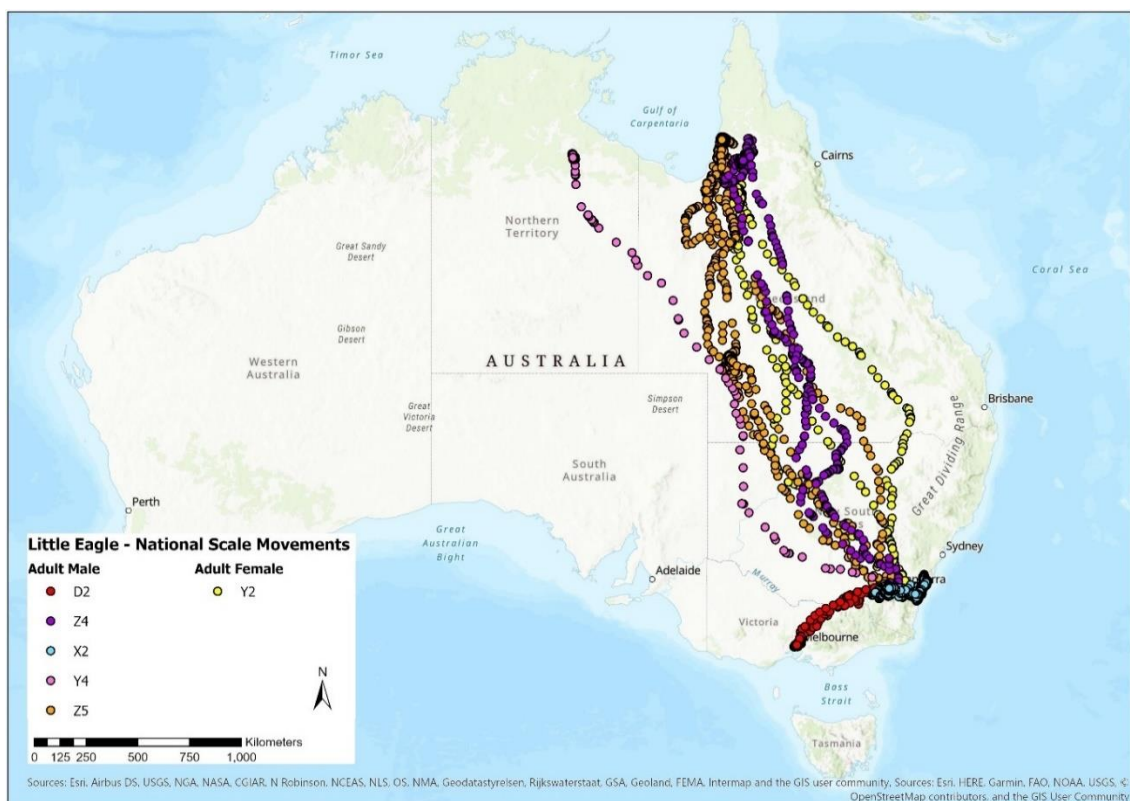 Timor Sea
Gulf of
Carpentaria
Cairns
Northern
Territory
Great Sandy
Desert
Coral Sea
Gibson
Desert
Western
Australia
AUSTRALIA
Great
Victoria
Desert
Simpson
Desert
Brisbane
Great Dividing Range
South
Australia
Perth
Great
Australian
Bight
Sydney
Adelaide
Murray
Victoria
Bass
Strait
Tasmania
Little Eagle - National Scale Movements
Adult Male
Adult Female
D2
Y2
Z4
X2
Y4
Z5
N
Kilometers
0 125 250 500 750 1,000
Sources: Esri, Airbus DS, USGS, NGA, NASA, CGIAR, N Robinson, NCEAS, NLS, OS, NMA, Geodatastyrelsen, Rijkswaterstaat, GSA, Geoland, FEMA, Intermap and the GIS user community, Sources: Esri, HERE, Garmin, FAO, NOAA, USGS, ©
OpenStreetMap contributors, and the GIS User Community